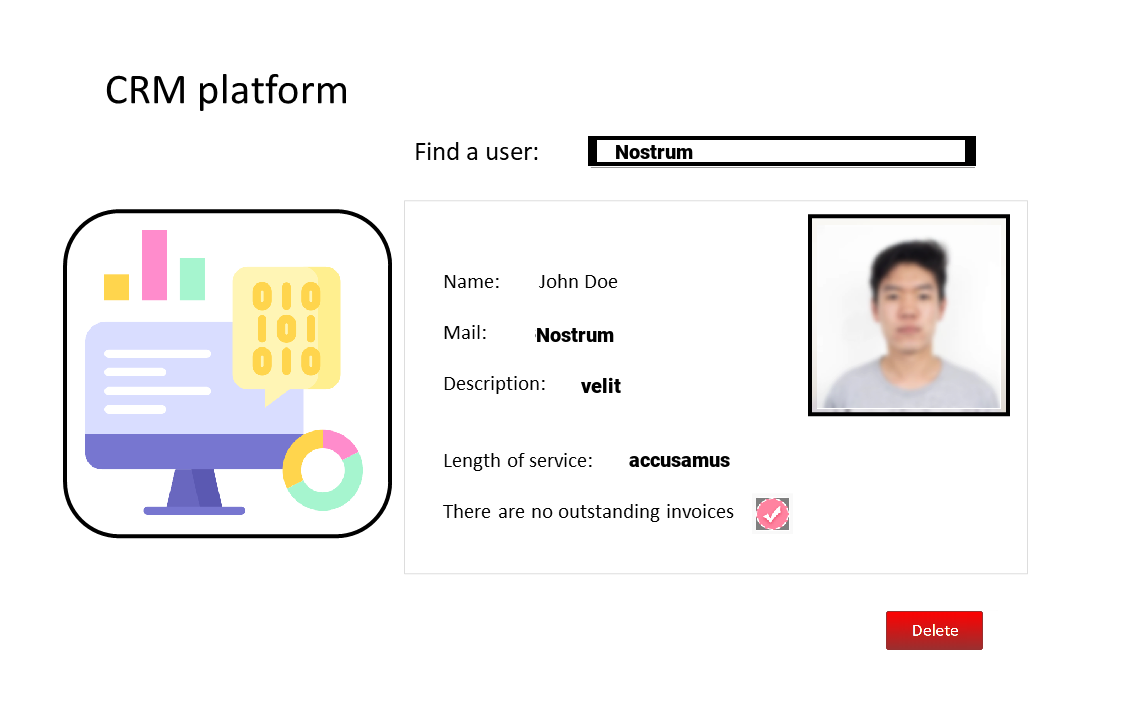 CRM platform
Find a user: Nostrum
Name: John Doe
Mail: Nostrum
Description: velit
Length of service: accusamus
There are no outstanding invoices
010
101
010
Delete